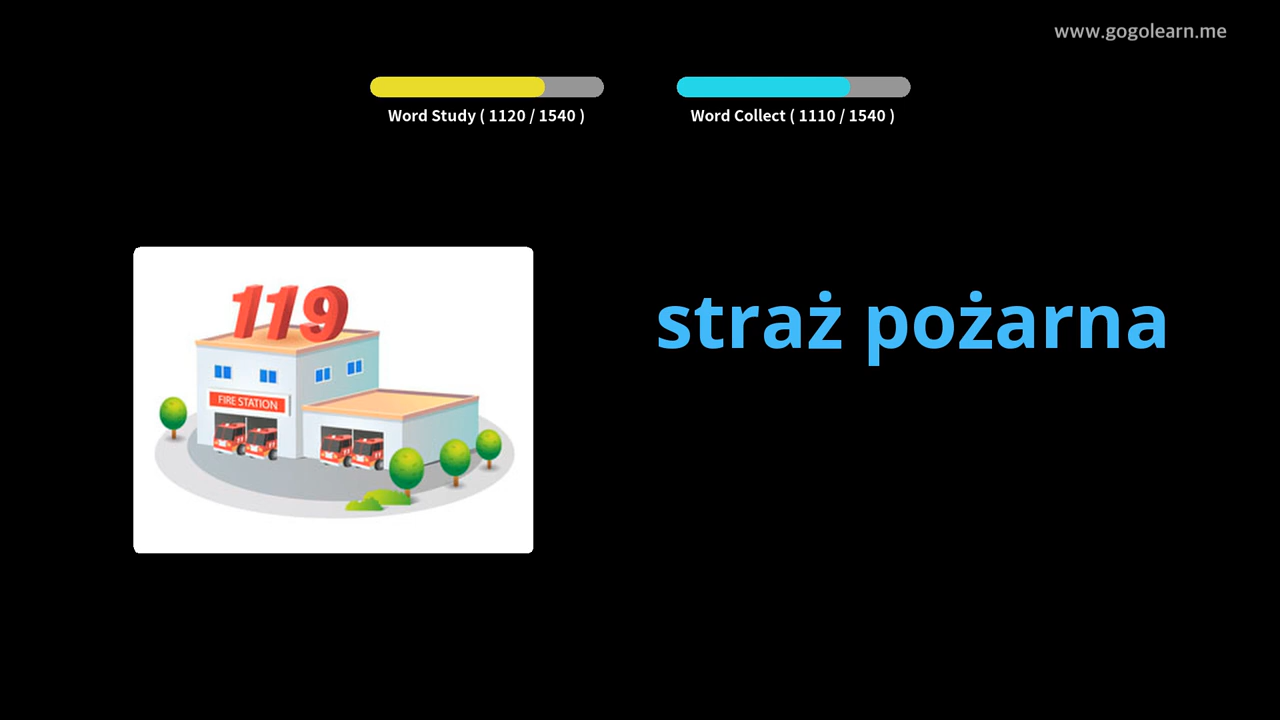 www.gogolearn.me
Word Study ( 1120 / 1540 )
Word Collect ( 1110 / 1540 )
119
FIRE STATION
straż pożarna